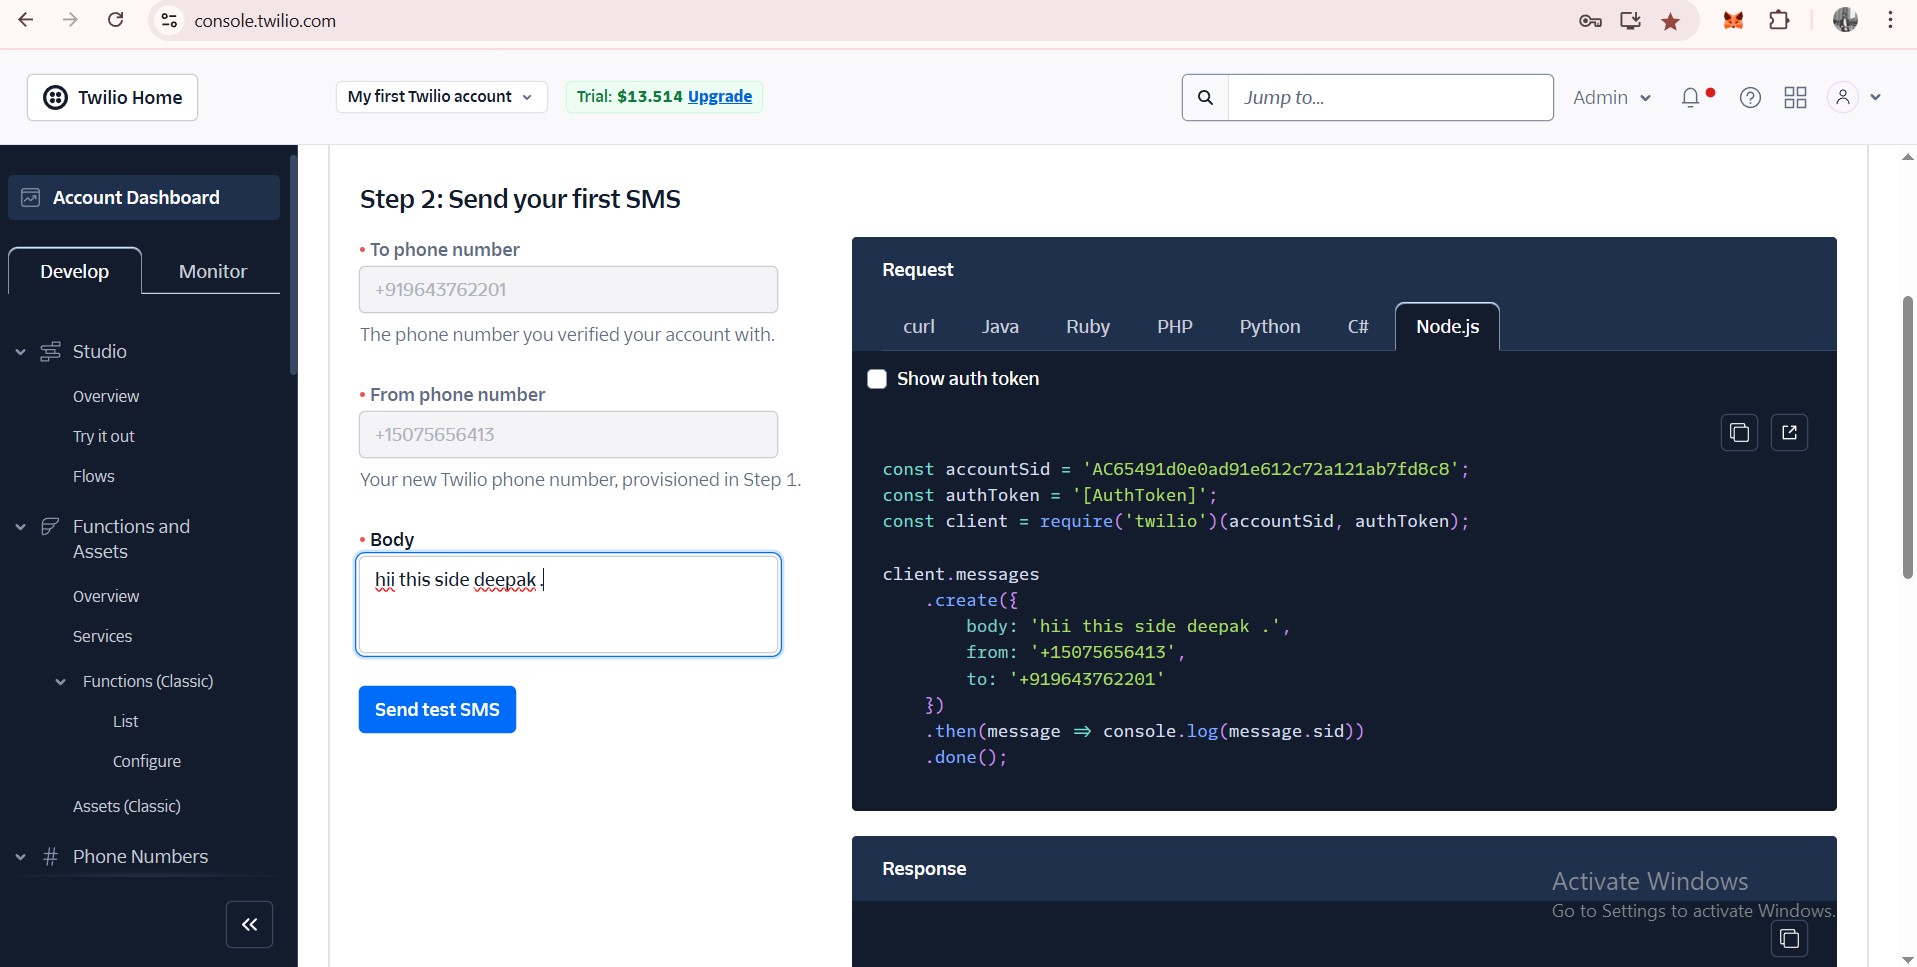 console.twilio.com
Twilio Home
My first Twilio account
Trial: $13.514 Upgrade
Jump to...
Admin
Account Dashboard
Develop
Monitor
Studio
Overview
Try it out
Flows
Functions and
Assets
Overview
Services
Functions (Classic)
List
Configure
Assets (Classic)
# Phone Numbers
Step 2: Send your first SMS
• To phone number
+919643762201
The phone number you verified your account with.
• From phone number
+15075656413
Your new Twilio phone number, provisioned in Step 1.
• Body
hii this side deepak .
Send test SMS
Request
curl
Java
Ruby
PHP
Python
C#
Node.js
Show auth token
const accountSid = 'AC65491d0e0ad91e612c72a121ab7fd8c8';
const authToken = '[AuthToken]';
const client = require('twilio')(accountSid, authToken);
client.messages
.create({
body: 'hii this side deepak .',
from: '+15075656413',
to: '+919643762201'
})
.then(message => console.log(message.sid))
.done();
Response
Activate Windows
Go to Settings to activate Windows.